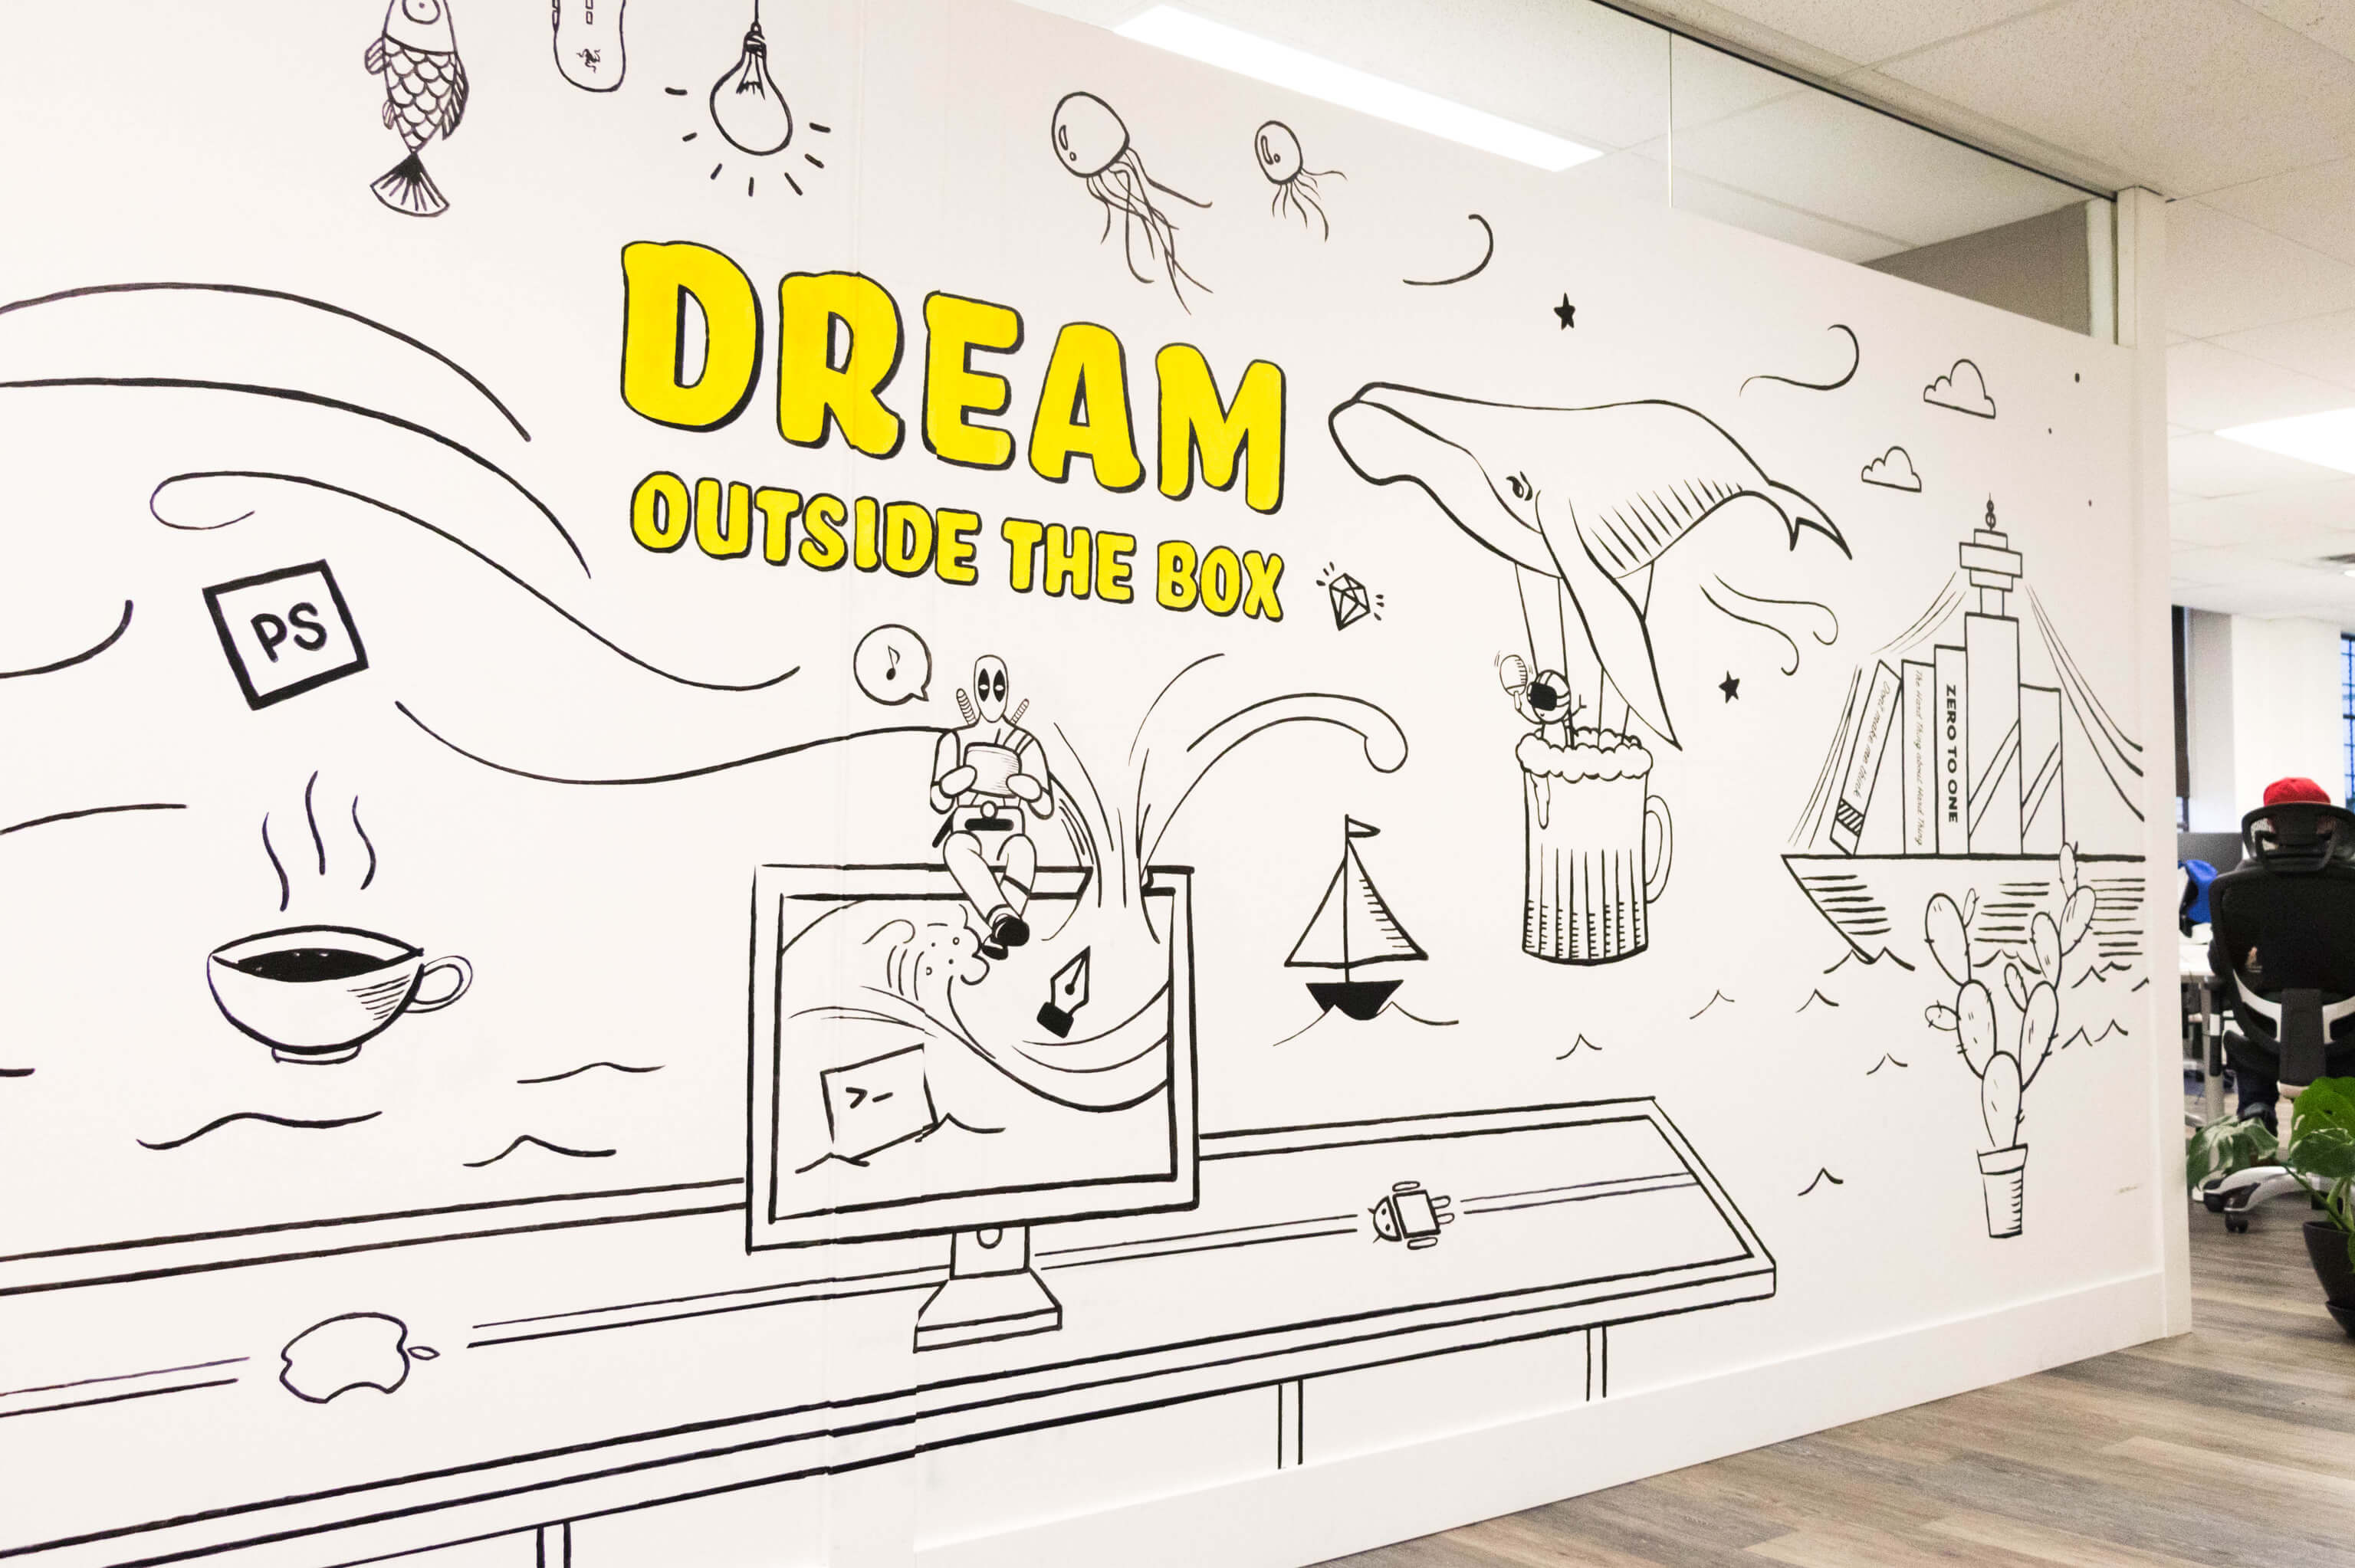 DREAM
OUTSIDE THE BOX
PS
>-
Don't make me think
The Hard Thing about Hard Things
ZERO TO ONE